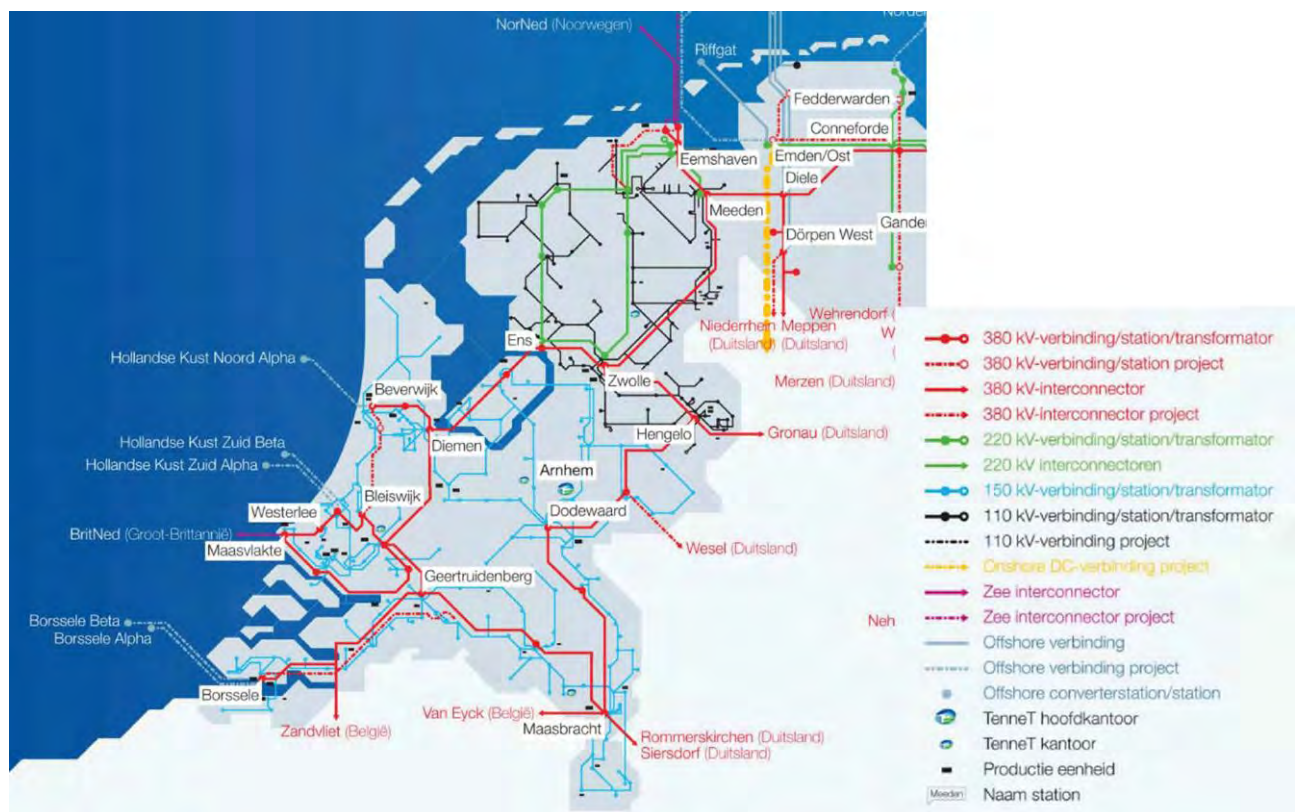 NorNed (Noorwegen)
Riffgat
Fedderwarden
Conneforde
Eemshaven
Emden/Ost
Diele
Meeden
Dörpen West
Niederrhein Meppen
(Duitsland) (Duitsland)
Wehrendorf
Ens
Hollandse Kust Noord Alpha
Zwolle
Merzen (Duitsland)
Beverwijk
Hengelo
Gronau (Duitsland)
Hollandse Kust Zuid Beta
Diemen
Hollandse Kust Zuid Alpha
Arnhem
Bleiswijk
Westerlee
Dodewaard
BritNed (Groot-Brittannië)
Maasvlakte
Wesel (Duitsland)
Geertruidenberg
Borssele Beta
Borssele Alpha
Borssele
Van Eyck (België)
Maasbracht
Zandvliet (België)
Rommerskirchen (Duitsland)
Siersdorf (Duitsland)
380 kV-verbinding/station/transformator
380 kV-verbinding/station project
380 kV-interconnector
380 kV-interconnector project
220 kV-verbinding/station/transformator
220 kV interconnectoren
150 kV-verbinding/station/transformator
110 kV-verbinding/station/transformator
110 kV-verbinding project
Onshore DC-verbinding project
Zee interconnector
Zee interconnector project
Offshore verbinding
Offshore verbinding project
Offshore converterstation/station
TenneT hoofdkantoor
TenneT kantoor
Productie eenheid
Meeden
Naam station